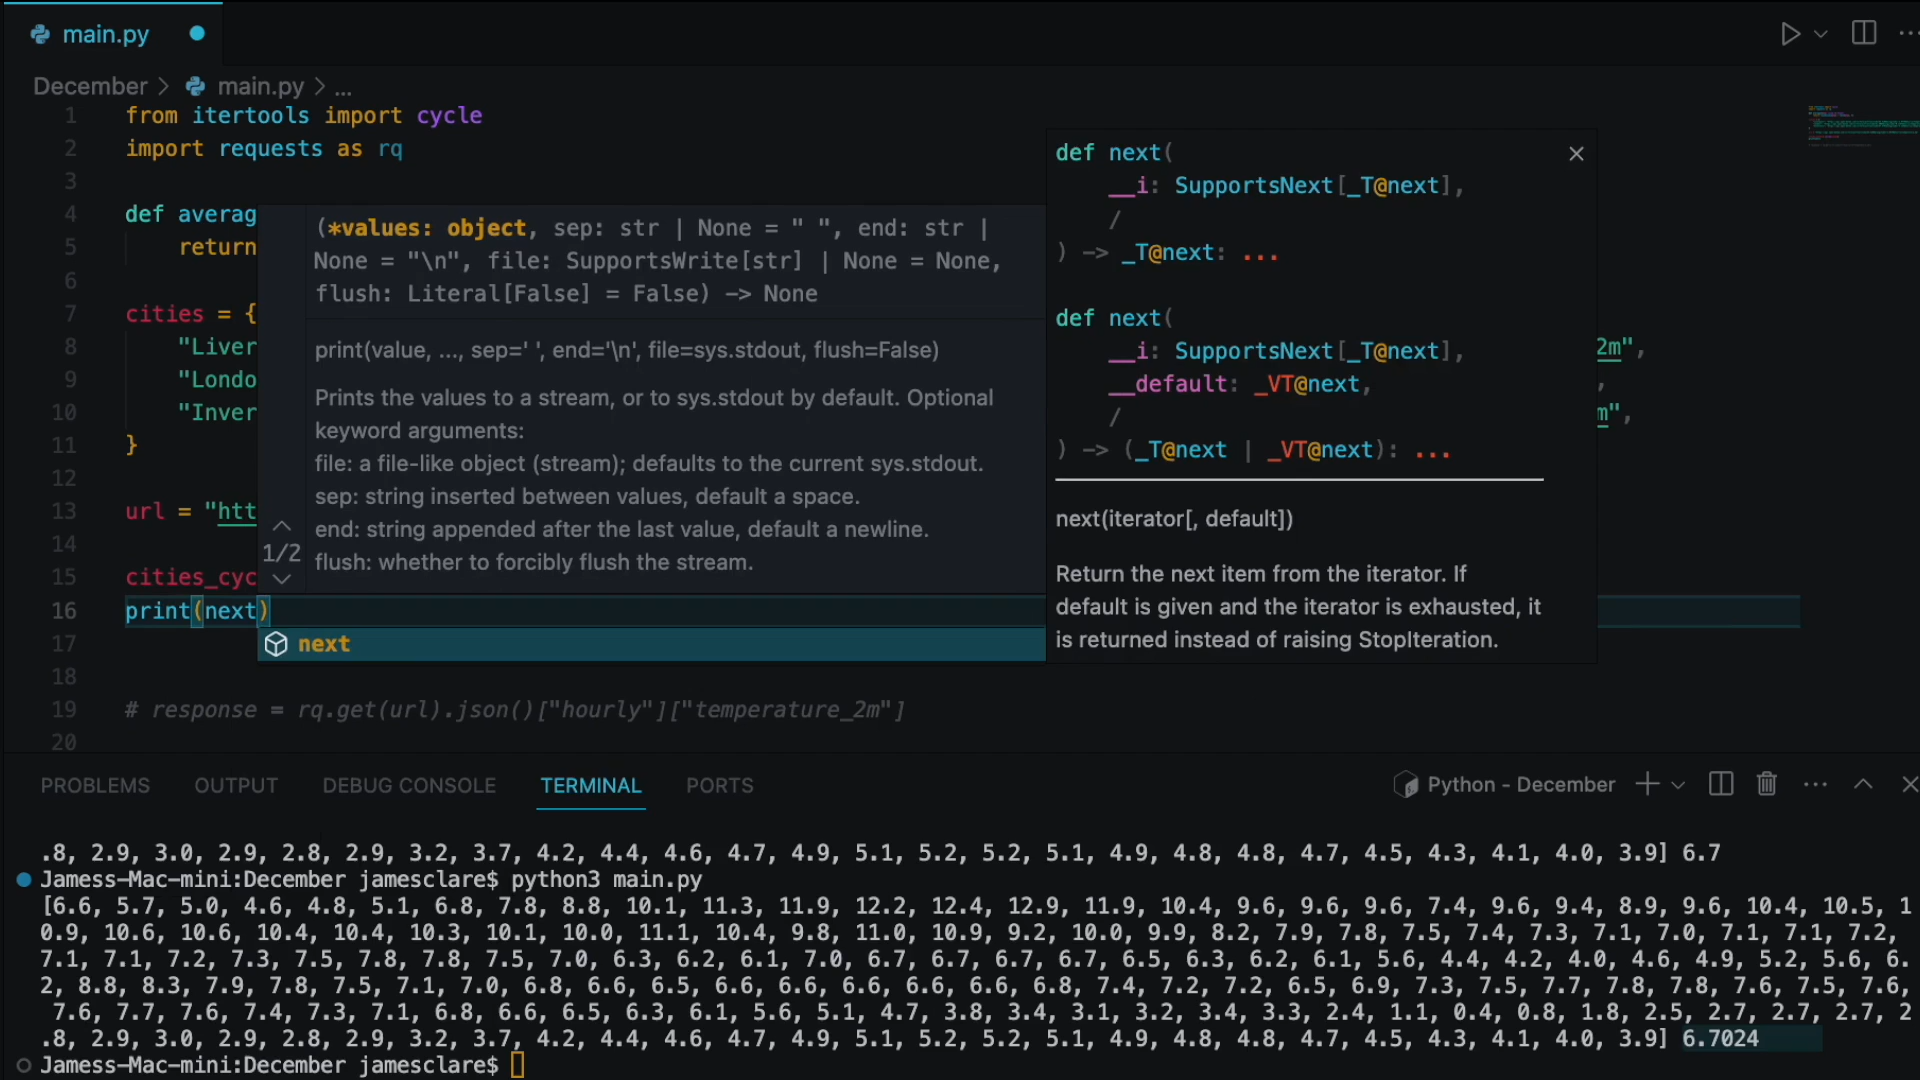 main.py
December > main.py > ...
1 from itertools import cycle
2 import requests as rq
3
4 def averag
5 return
6
7 cities = {
8 "Liver
9 "Londo
10 "Inver
11 }
12
13 url = "htt
14
15 cities_cyc
16 print(next)
17
18
19 # response = rq.get(url).json()["hourly"]["temperature_2m"]
20
(*values: object, sep: str | None = " ", end: str |
None = "\n", file: SupportsWrite[str] | None = None,
flush: Literal[False] = False) -> None
print(value, ..., sep=' ', end='\n', file=sys.stdout, flush=False)
Prints the values to a stream, or to sys.stdout by default. Optional
keyword arguments:
file: a file-like object (stream); defaults to the current sys.stdout.
sep: string inserted between values, default a space.
end: string appended after the last value, default a newline.
1/2
flush: whether to forcibly flush the stream.
next
def next(
__i: SupportsNext[_T@next],
/
) -> _T@next: ...
def next(
__i: SupportsNext[_T@next],
__default: _VT@next,
/
) -> (_T@next | _VT@next): ...
next(iterator[, default])
Return the next item from the iterator. If
default is given and the iterator is exhausted, it
is returned instead of raising StopIteration.
2m",
,
m",
PROBLEMS OUTPUT DEBUG CONSOLE TERMINAL PORTS
Python - December
.8, 2.9, 3.0, 2.9, 2.8, 2.9, 3.2, 3.7, 4.2, 4.4, 4.6, 4.7, 4.9, 5.1, 5.2, 5.2, 5.1, 4.9, 4.8, 4.8, 4.7, 4.5, 4.3, 4.1, 4.0, 3.9] 6.7
Jamess-Mac-mini:December jamesclare$ python3 main.py
[6.6, 5.7, 5.0, 4.6, 4.8, 5.1, 6.8, 7.8, 8.8, 10.1, 11.3, 11.9, 12.2, 12.4, 12.9, 11.9, 10.4, 9.6, 9.6, 9.6, 7.4, 9.6, 9.4, 8.9, 9.6, 10.4, 10.5, 1
0.9, 10.6, 10.6, 10.4, 10.4, 10.3, 10.1, 10.0, 11.1, 10.4, 9.8, 11.0, 10.9, 9.2, 10.0, 9.9, 8.2, 7.9, 7.8, 7.5, 7.4, 7.3, 7.1, 7.0, 7.1, 7.1, 7.2,
7.1, 7.1, 7.2, 7.3, 7.5, 7.8, 7.8, 7.5, 7.0, 6.3, 6.2, 6.1, 7.0, 6.7, 6.7, 6.7, 6.7, 6.5, 6.3, 6.2, 6.1, 5.6, 4.4, 4.2, 4.0, 4.6, 4.9, 5.2, 5.6, 6.
2, 8.8, 8.3, 7.9, 7.8, 7.5, 7.1, 7.0, 6.8, 6.6, 6.5, 6.6, 6.6, 6.6, 6.6, 6.6, 6.8, 7.4, 7.2, 7.2, 6.5, 6.9, 7.3, 7.5, 7.7, 7.8, 7.8, 7.6, 7.5, 7.6,
7.6, 7.7, 7.6, 7.4, 7.3, 7.1, 6.8, 6.6, 6.5, 6.3, 6.1, 5.6, 5.1, 4.7, 3.8, 3.4, 3.1, 3.2, 3.4, 3.3, 2.4, 1.1, 0.4, 0.8, 1.8, 2.5, 2.7, 2.7, 2.7, 2
.8, 2.9, 3.0, 2.9, 2.8, 2.9, 3.2, 3.7, 4.2, 4.4, 4.6, 4.7, 4.9, 5.1, 5.2, 5.2, 5.1, 4.9, 4.8, 4.8, 4.7, 4.5, 4.3, 4.1, 4.0, 3.9] 6.7024
Jamess-Mac-mini:December jamesclare$